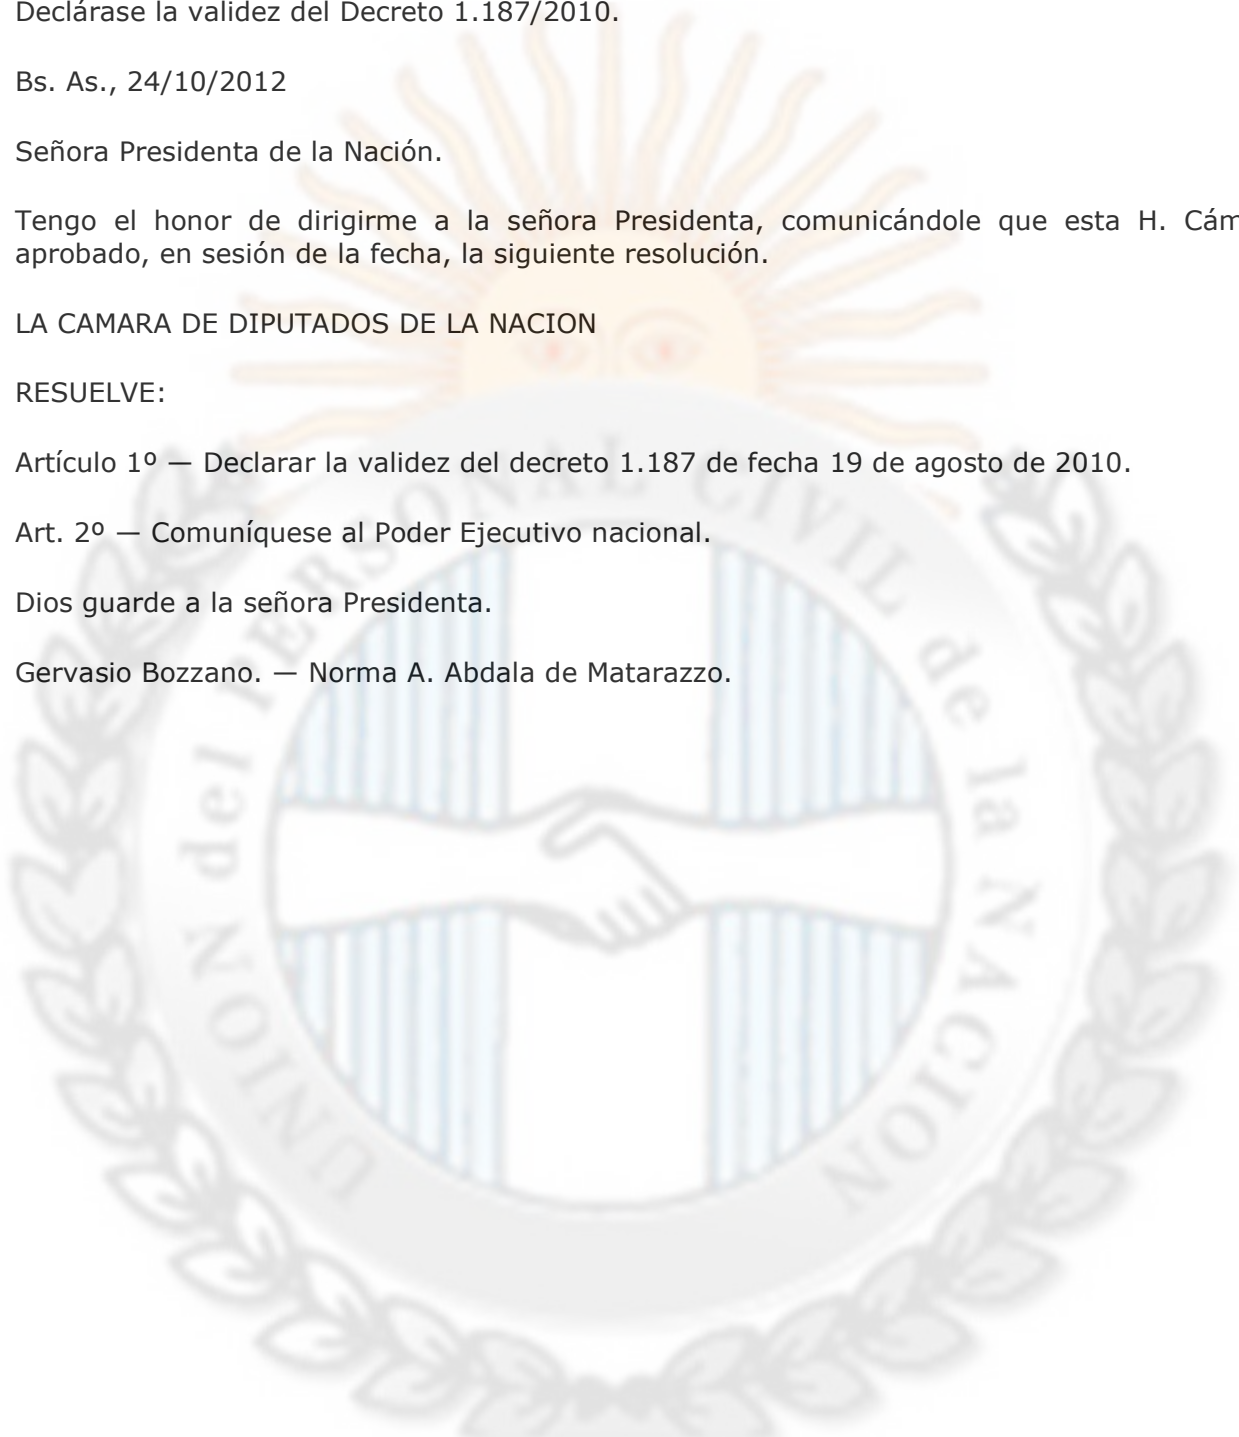 Declárase la validez del Decreto 1.187/2010.
Bs. As., 24/10/2012
Señora Presidenta de la Nación.
Tengo el honor de dirigirme a la señora Presidenta, comunicándole que esta H. Cám
aprobado, en sesión de la fecha, la siguiente resolución.
LA CAMARA DE DIPUTADOS DE LA NACION
RESUELVE:
Artículo 1º — Declarar la validez del decreto 1.187 de fecha 19 de agosto de 2010.
Art. 2º — Comuníquese al Poder Ejecutivo nacional.
Dios guarde a la señora Presidenta.
Gervasio Bozzano. — Norma A. Abdala de Matarazzo.
UNION del PERSONAL CIVIL de la NACION